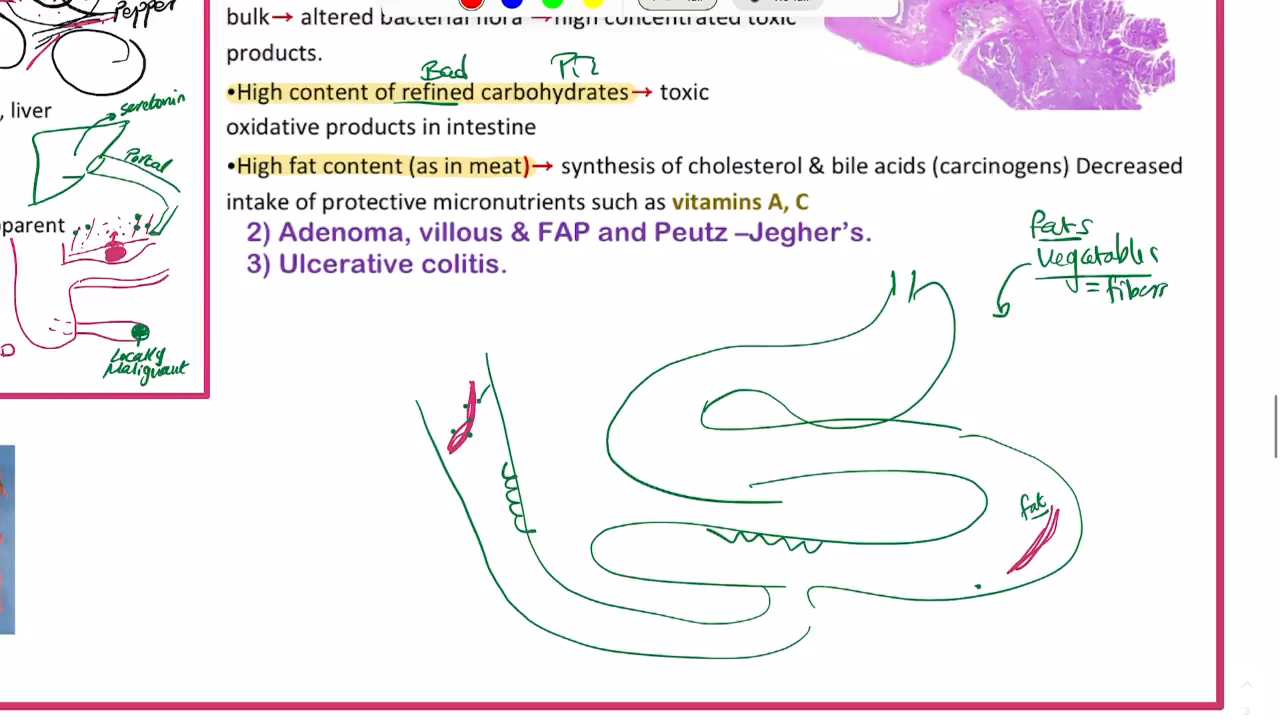 Pepper
, liver
serotonin
Portal
parent
Locally
Malignant
D
bulk→ altered bacterial flora →high concentrated toxic
products.
Bad
•High content of refined carbohydrates→ toxic
oxidative products in intestine
•High fat content (as in meat)→ synthesis of cholesterol & bile acids (carcinogens) Decreased
intake of protective micronutrients such as vitamins A, C
2) Adenoma, villous & FAP and Peutz –Jegher’s.
3) Ulcerative colitis.
fats
vegetables
= fibers
fat
3